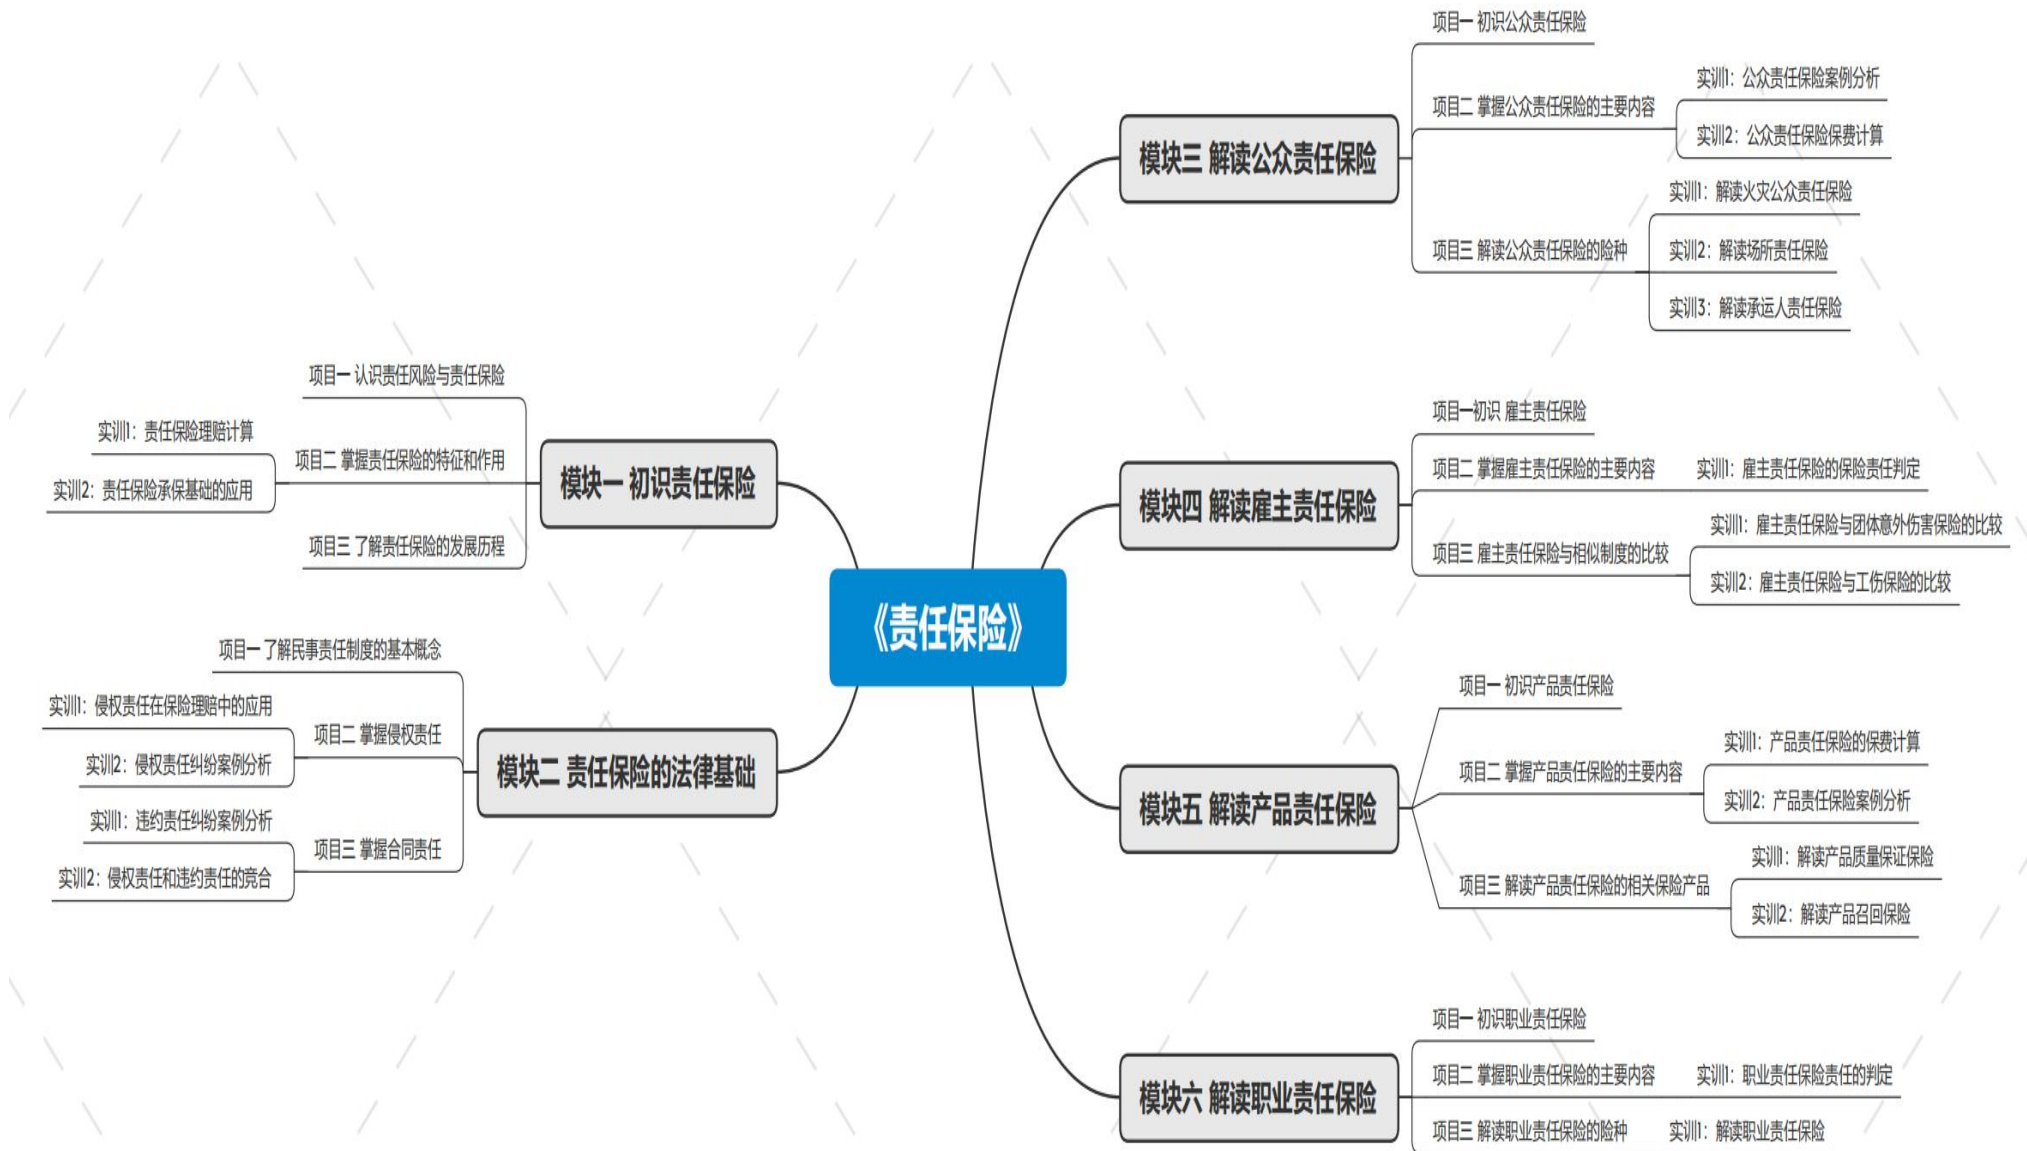 《责任保险》
模块一 初识责任保险
项目一 认识责任风险与责任保险
项目二 掌握责任保险的特征和作用
实训1：责任保险理赔计算
实训2：责任保险承保基础的应用
项目三 了解责任保险的发展历程
模块二 责任保险的法律基础
项目一 了解民事责任制度的基本概念
项目二 掌握侵权责任
实训1：侵权责任在保险理赔中的应用
实训2：侵权责任纠纷案例分析
项目三 掌握合同责任
实训1：违约责任纠纷案例分析
实训2：侵权责任和违约责任的竞合
模块三 解读公众责任保险
项目一 初识公众责任保险
项目二 掌握公众责任保险的主要内容
实训1：公众责任保险案例分析
实训2：公众责任保险保费计算
项目三 解读公众责任保险的险种
实训1：解读火灾公众责任保险
实训2：解读场所责任保险
实训3：解读承运人责任保险
模块四 解读雇主责任保险
项目一初识 雇主责任保险
项目二 掌握雇主责任保险的主要内容
实训1：雇主责任保险的保险责任判定
项目三 雇主责任保险与相似制度的比较
实训1：雇主责任保险与团体意外伤害保险的比较
实训2：雇主责任保险与工伤保险的比较
模块五 解读产品责任保险
项目一 初识产品责任保险
项目二 掌握产品责任保险的主要内容
实训1：产品责任保险的保费计算
实训2：产品责任保险案例分析
项目三 解读产品责任保险的相关保险产品
实训1：解读产品质量保证保险
实训2：解读产品召回保险
模块六 解读职业责任保险
项目一 初识职业责任保险
项目二 掌握职业责任保险的主要内容
实训1：职业责任保险责任的判定
项目三 解读职业责任保险的险种
实训1：解读职业责任保险